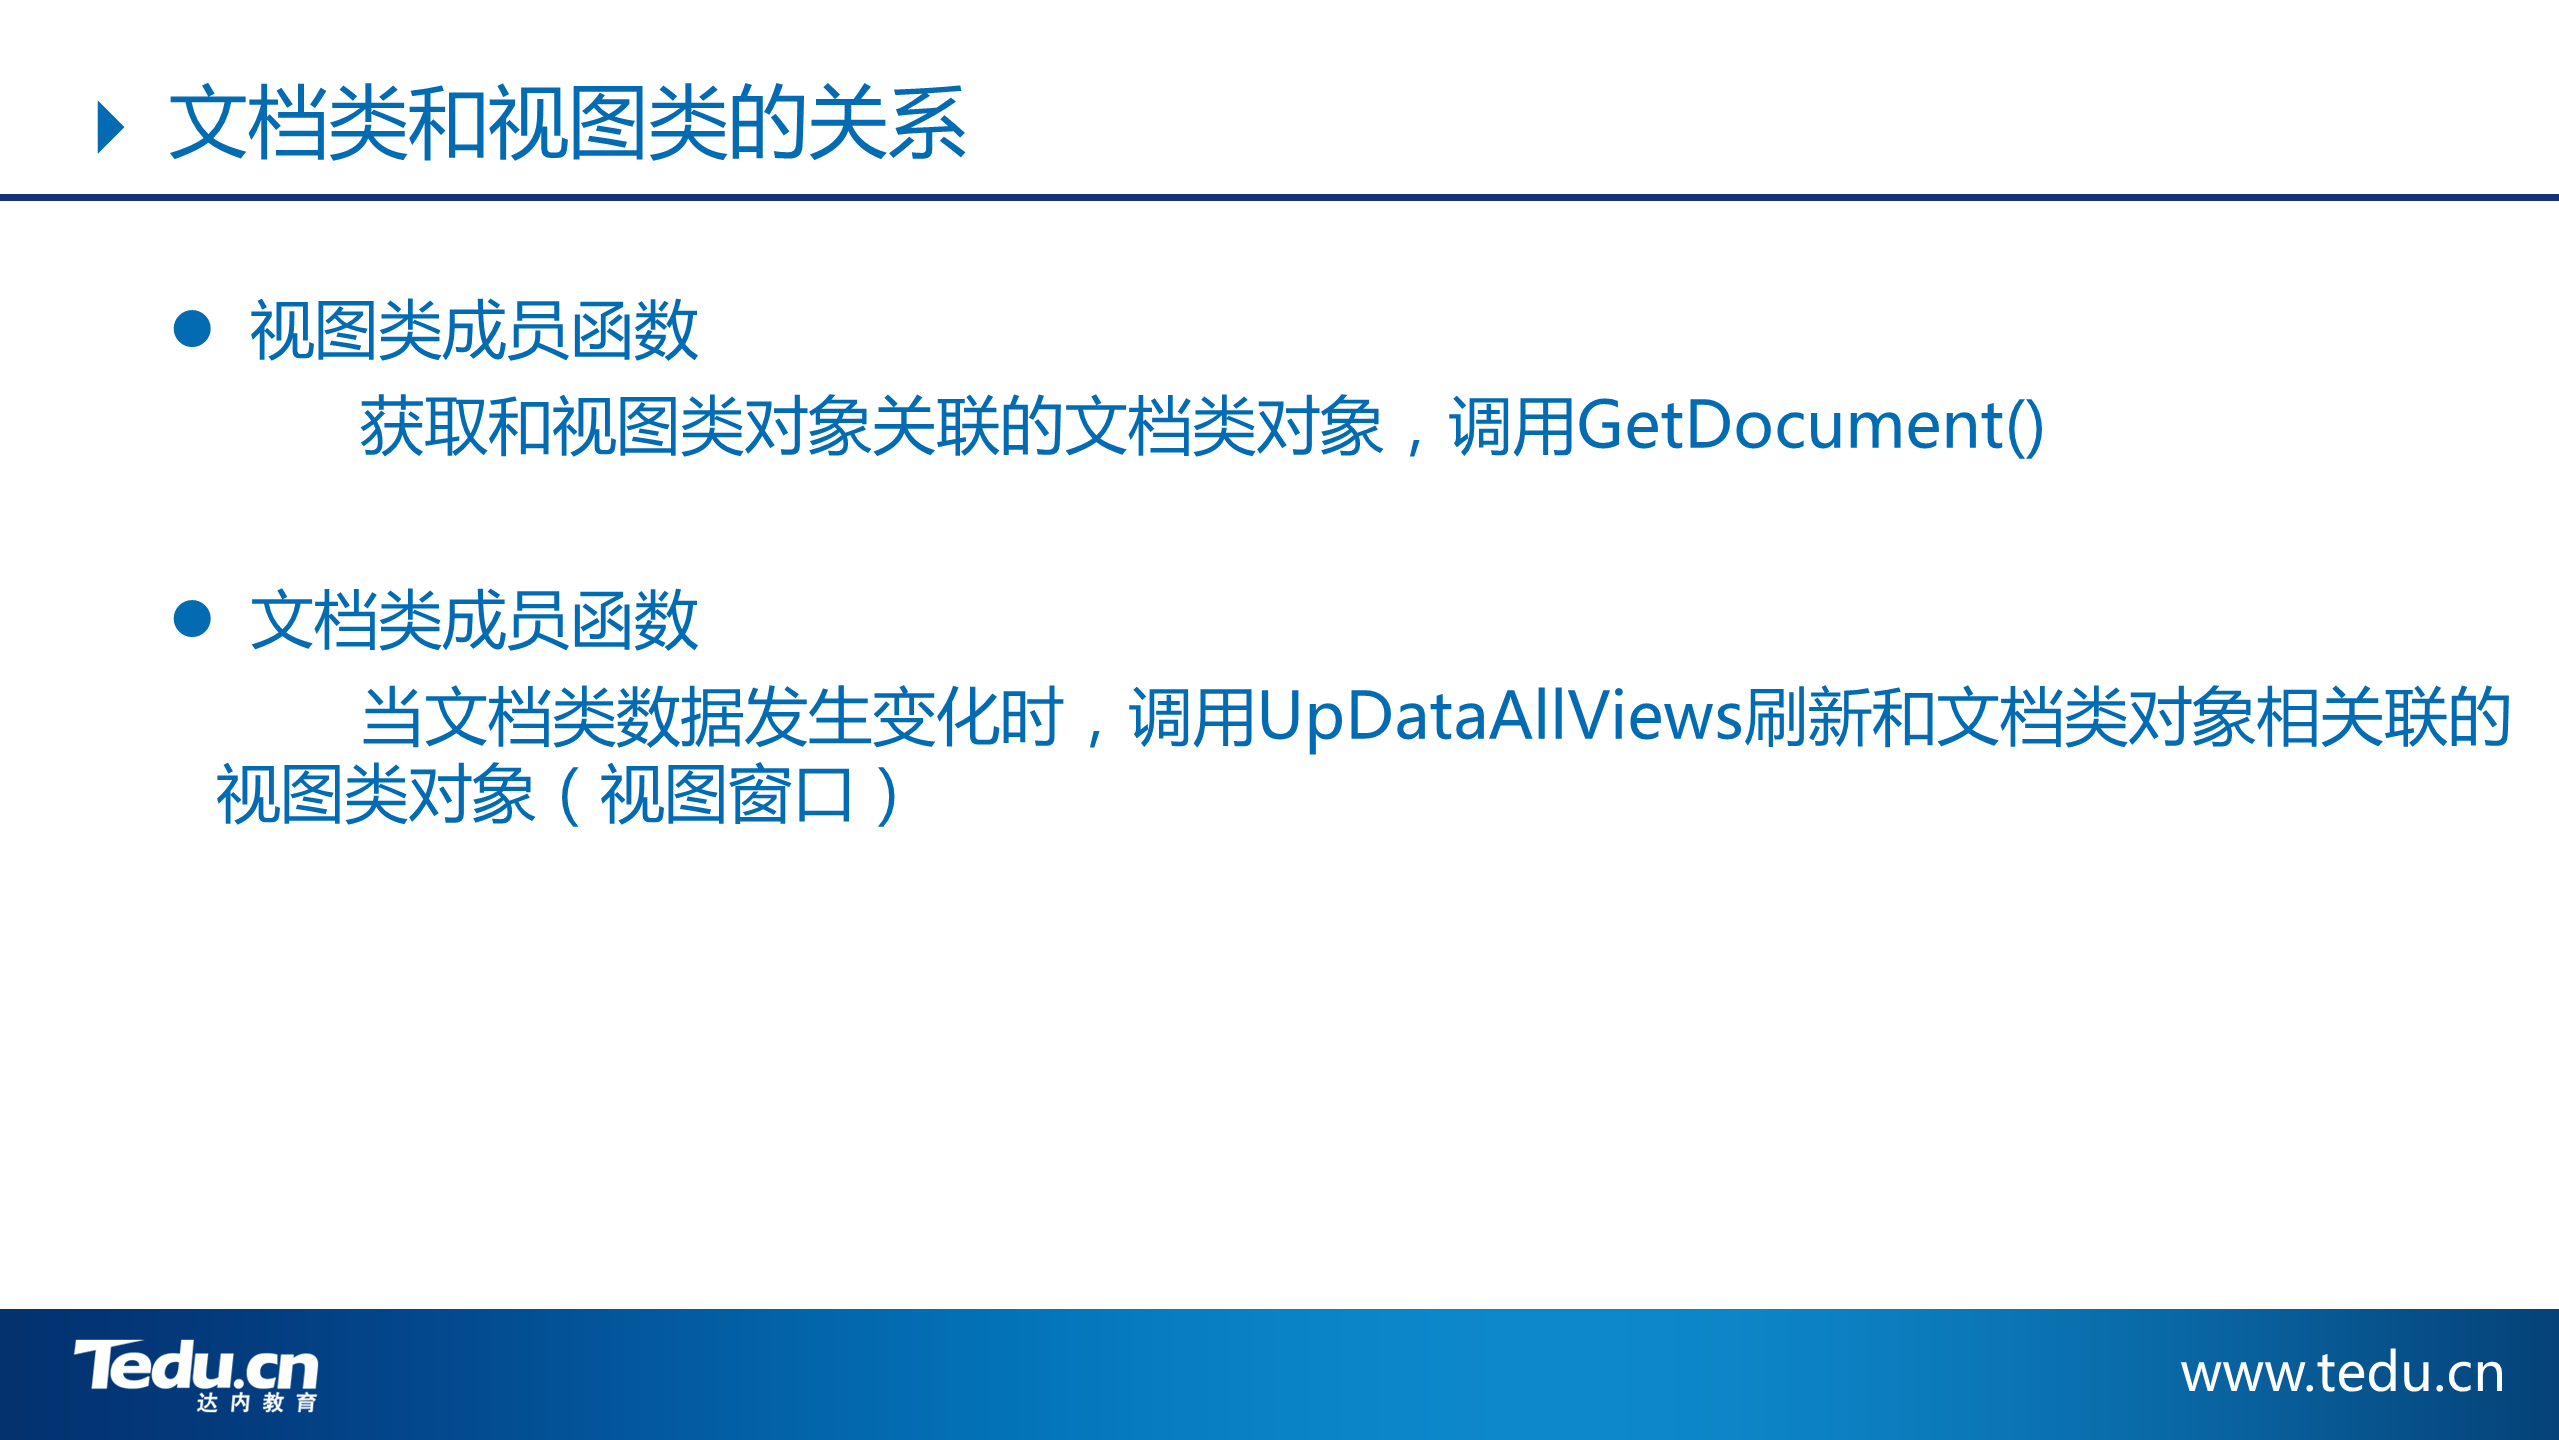 文档类和视图类的关系
视图类成员函数
获取和视图类对象关联的文档类对象，调用GetDocument()
文档类成员函数
当文档类数据发生变化时，调用UpDataAllViews刷新和文档类对象相关联的
视图类对象（视图窗口）
Tedu.cn
达内教育
www.tedu.cn